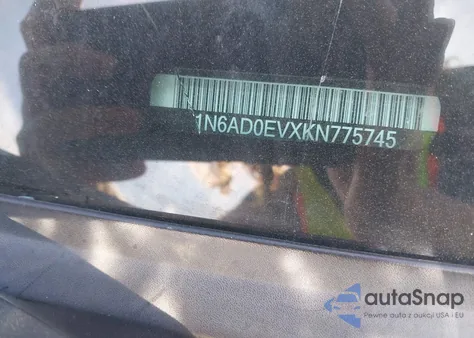 1N6AD0EVXKN775745
autaSnap
Pewne auta z aukcji USA i EU